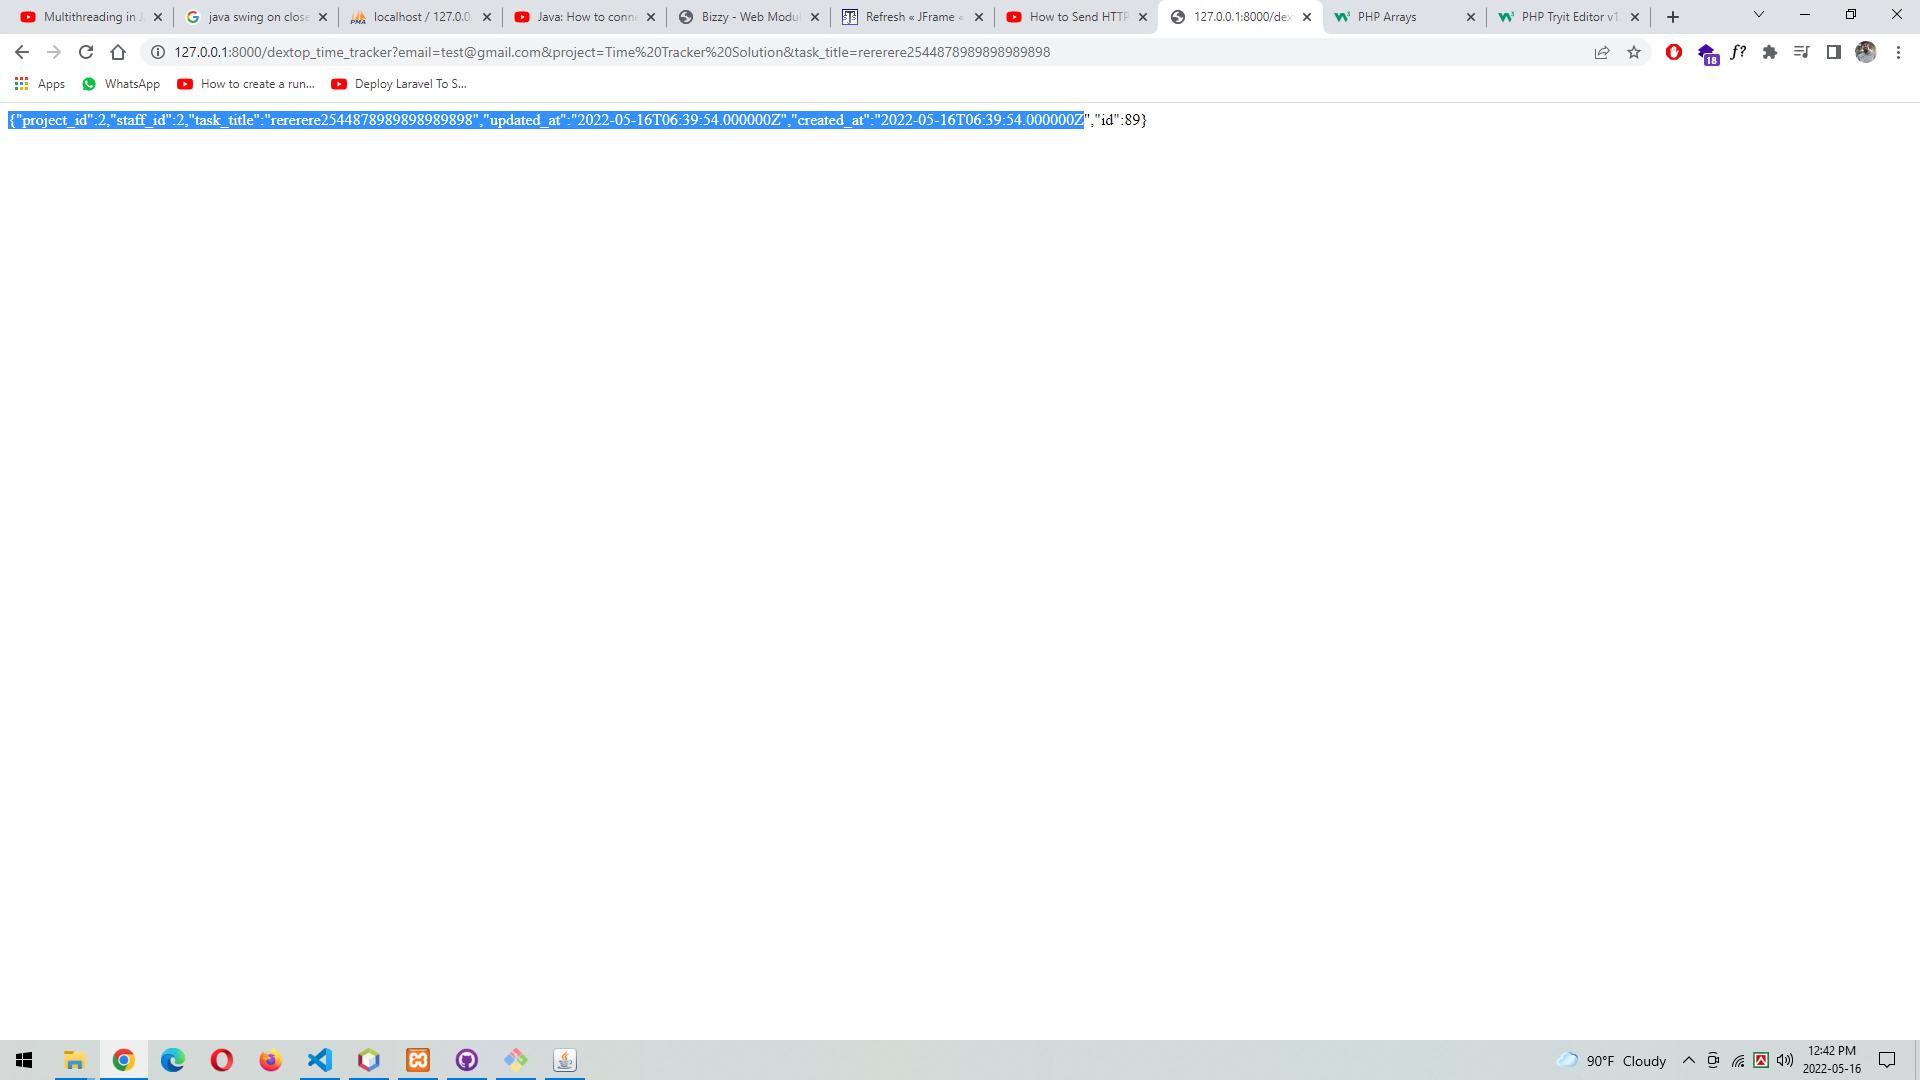 Multithreading in J
java swing on close
localhost / 127.0.0.
Java: How to conne
Bizzy - Web Modul
Refresh « JFrame «
How to Send HTTP
127.0.0.1:8000/dex
PHP Arrays
PHP Tryit Editor v1.
127.0.0.1:8000/dextop_time_tracker?email=test@gmail.com&project=Time%20Tracker%20Solution&task_title=rererere2544878989898989898
18
f?
Apps
WhatsApp
How to create a run...
Deploy Laravel To S...
{"project_id":2,"staff_id":2,"task_title":"rererere2544878989898989898","updated_at":"2022-05-16T06:39:54.000000Z","created_at":"2022-05-16T06:39:54.000000Z","id":89}
90°F Cloudy
12:42 PM
2022-05-16